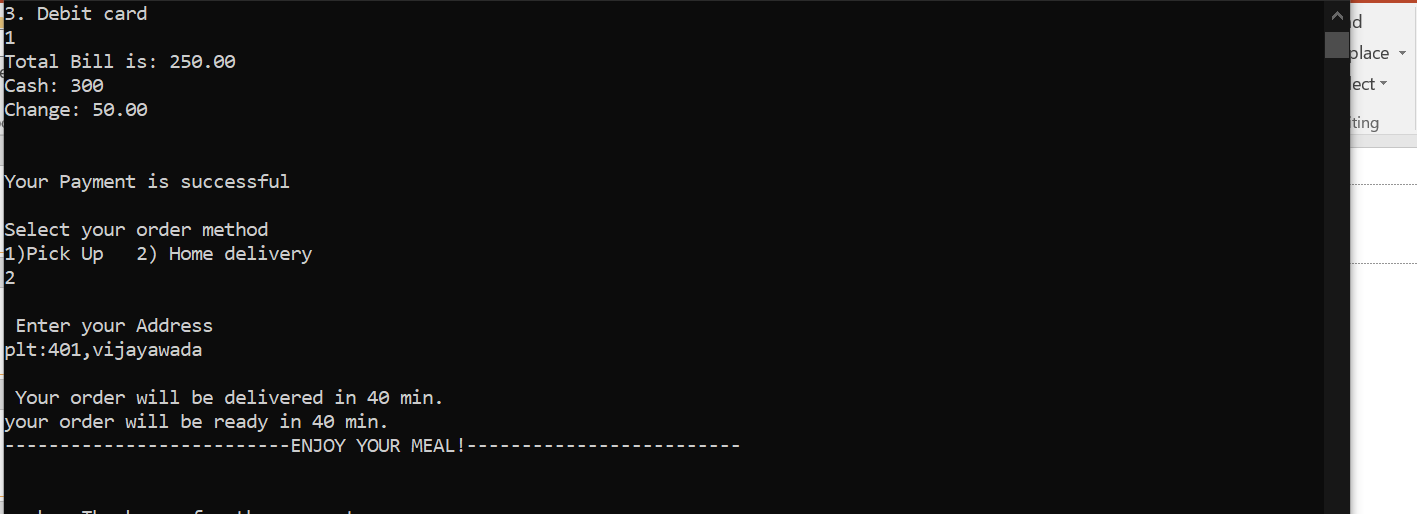 3. Debit card
1
Total Bill is: 250.00
Cash: 300
Change: 50.00
Your Payment is successful
Select your order method
1)Pick Up   2) Home delivery
2
Enter your Address
plt:401,vijayawada
Your order will be delivered in 40 min.
your order will be ready in 40 min.
--------------------------ENJOY YOUR MEAL!-------------------------